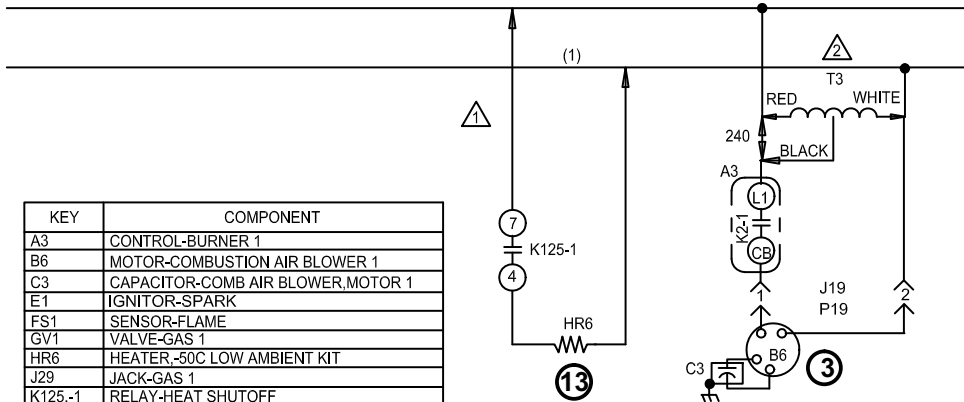 (1)
2
T3
RED
WHITE
1
240
BLACK
A3
L1
K2-1
CB
7
K125-1
4
1
J19
P19
2
HR6
B6
C3
13
3
KEY COMPONENT
A3 CONTROL-BURNER 1
B6 MOTOR-COMBUSTION AIR BLOWER 1
C3 CAPACITOR-COMB AIR BLOWER,MOTOR 1
E1 IGNITOR-SPARK
FS1 SENSOR-FLAME
GV1 VALVE-GAS 1
HR6 HEATER,-50C LOW AMBIENT KIT
J29 JACK-GAS 1
K125,-1 RELAY-HEAT SHUTOFF